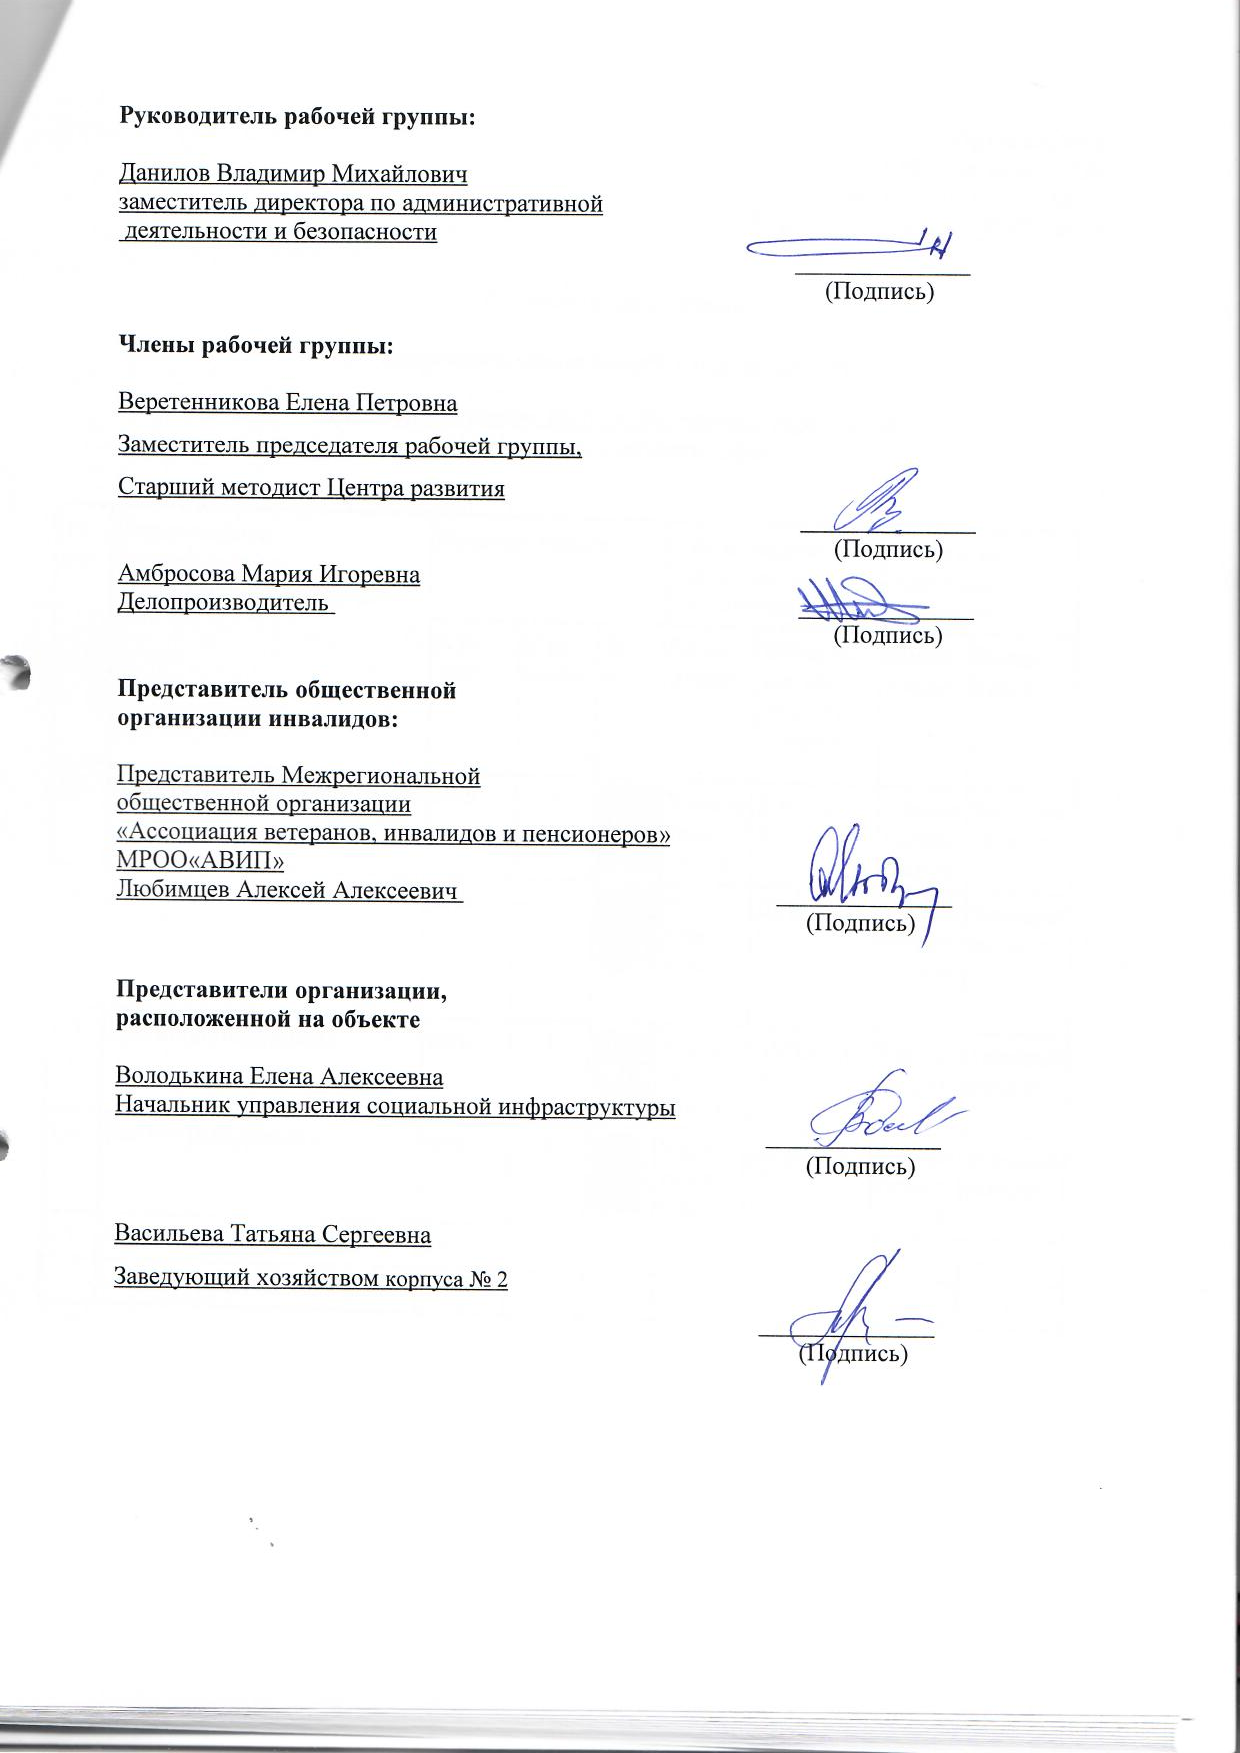 Руководитель рабочей группы:
Данилов Владимир Михайлович
заместитель директора по административной
деятельности и безопасности
(Подпись)
Члены рабочей группы:
Веретенникова Елена Петровна
Заместитель председателя рабочей группы,
Старший методист Центра развития
(Подпись)
Амбросова Мария Игоревна
Делопроизводитель
(Подпись)
Представитель общественной
организации инвалидов:
Представитель Межрегиональной
общественной организации
«Ассоциация ветеранов, инвалидов и пенсионеров»
МРОО«АВИП»
Любимцев Алексей Алексеевич
(Подпись)
Представители организации,
расположенной на объекте
Володькина Елена Алексеевна
Начальник управления социальной инфраструктуры
(Подпись)
Васильева Татьяна Сергеевна
Заведующий хозяйством корпуса № 2
(Подпись)